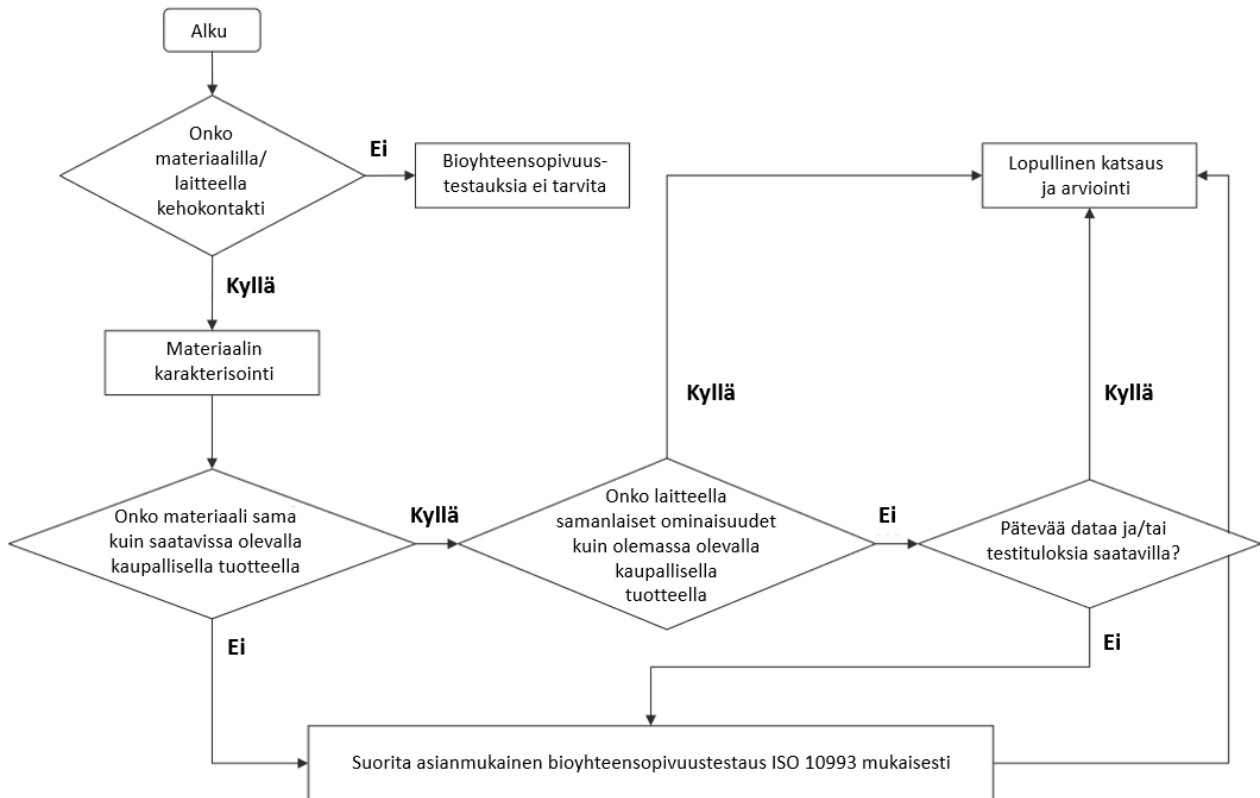 Alku
Onko
materiaalilla/
laitteella
kehokontakti
Ei
Bioyhteensopivuus-
testauksia ei tarvita
Lopullinen katsaus
ja arviointi
Kyllä
Materiaalin
karakterisointi
Kyllä
Kyllä
Onko materiaali sama
kuin saatavissa olevalla
kaupallisella tuotteella
Kyllä
Onko laitteella
samanlaiset ominaisuudet
kuin olemassa olevalla
kaupallisella
tuotteella
Ei
Pätevää dataa ja/tai
testituloksia saatavilla?
Ei
Ei
Suorita asianmukainen bioyhteensopivuustestaus ISO 10993 mukaisesti